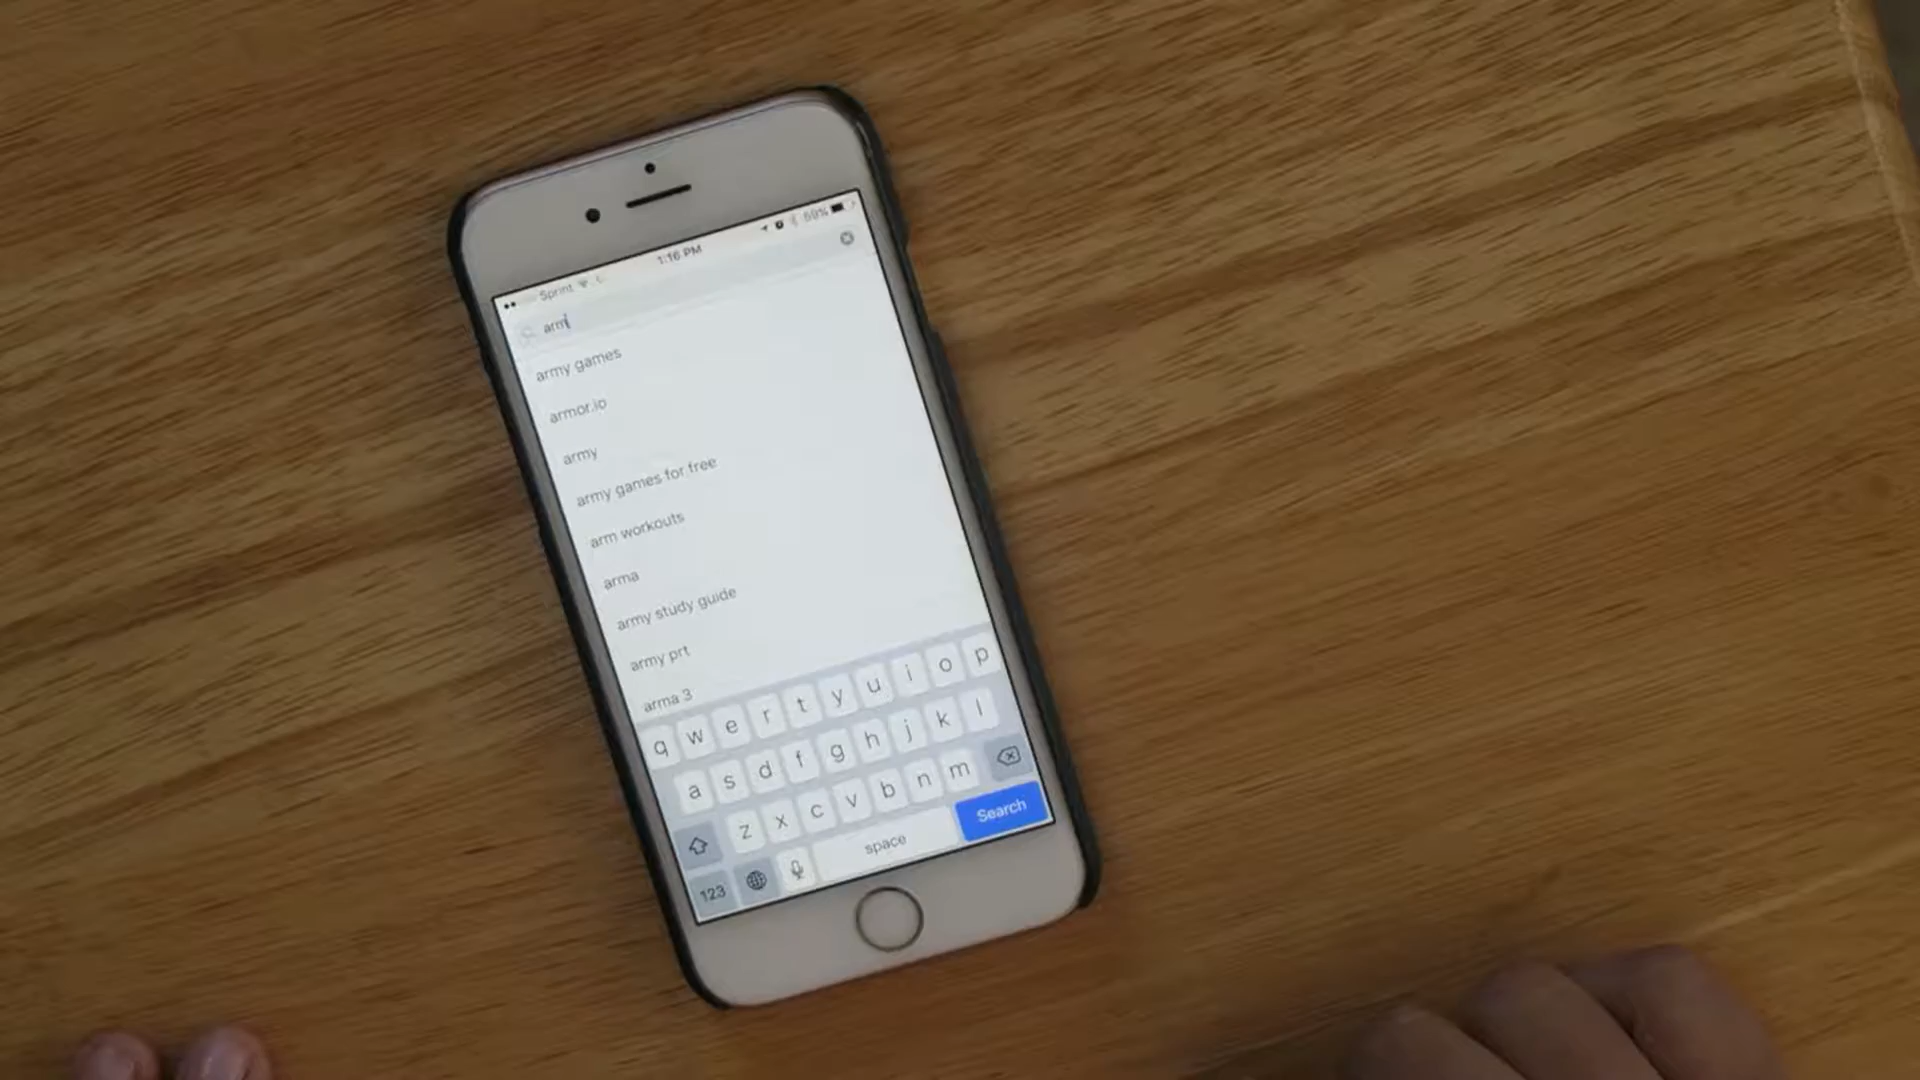 Sprint 1:16 PM 59%
arm
army games
armor.io
army
army games for free
arm workouts
arma
army study guide
army prt
arma 3
q w e r t y u i o p
a s d f g h j k l
z x c v b n m
123 space Search